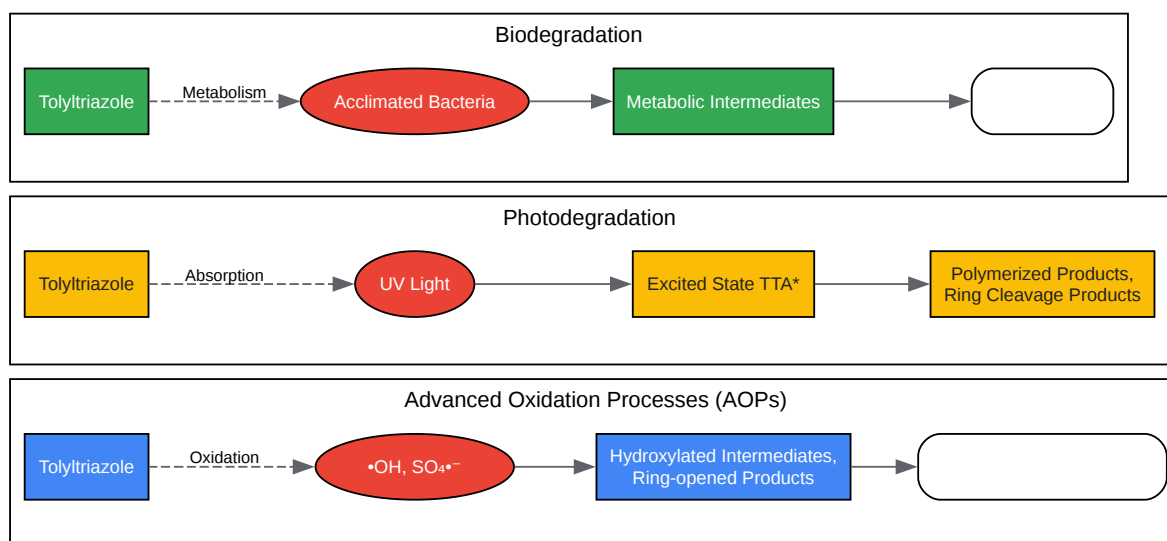 Biodegradation
Tolyltriazole
Metabolism
Acclimated Bacteria
Metabolic Intermediates
Photodegradation
Tolyltriazole
Absorption
UV Light
Excited State TTA*
Polymerized Products,
Ring Cleavage Products
Advanced Oxidation Processes (AOPs)
Tolyltriazole
Oxidation
•OH, SO₄•⁻
Hydroxylated Intermediates,
Ring-opened Products